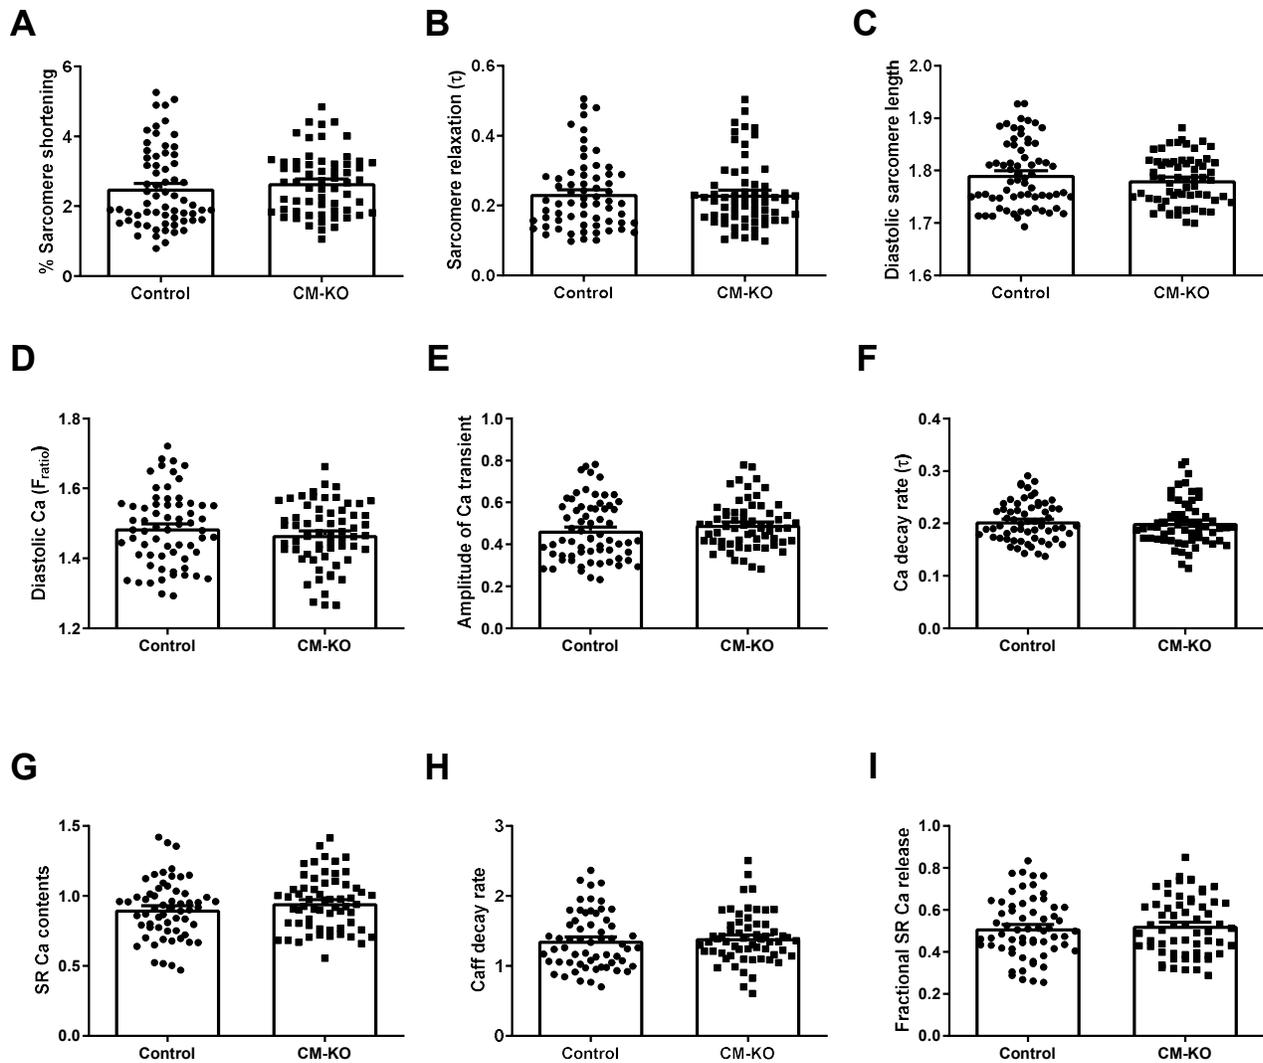 A
B
C
% Sarcomere shortening
6
4
2
0
Control
CM-KO
Sarcomere relaxation (τ)
0.6
0.4
0.2
0.0
Control
CM-KO
Diastolic sarcomere length
2.0
1.9
1.8
1.7
1.6
Control
CM-KO
D
E
F
Diastolic Ca (Fratio)
1.8
1.6
1.4
1.2
Control
CM-KO
Amplitude of Ca transient
1.0
0.8
0.6
0.4
0.2
0.0
Control
CM-KO
Ca decay rate (τ)
0.4
0.3
0.2
0.1
0.0
Control
CM-KO
G
H
I
SR Ca contents
1.5
1.0
0.5
0.0
Control
CM-KO
Caff decay rate
3
2
1
0
Control
CM-KO
Fractional SR Ca release
1.0
0.8
0.6
0.4
0.2
0.0
Control
CM-KO